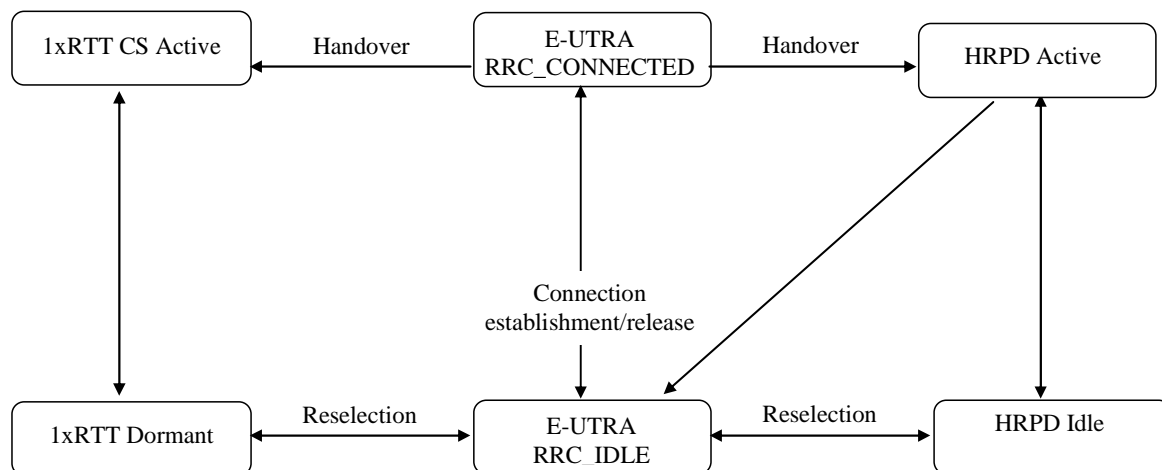 1xRTT CS Active
Handover
E-UTRA
RRC_CONNECTED
Handover
HRPD Active
Connection
establishment/release
1xRTT Dormant
Reselection
E-UTRA
RRC_IDLE
Reselection
HRPD Idle